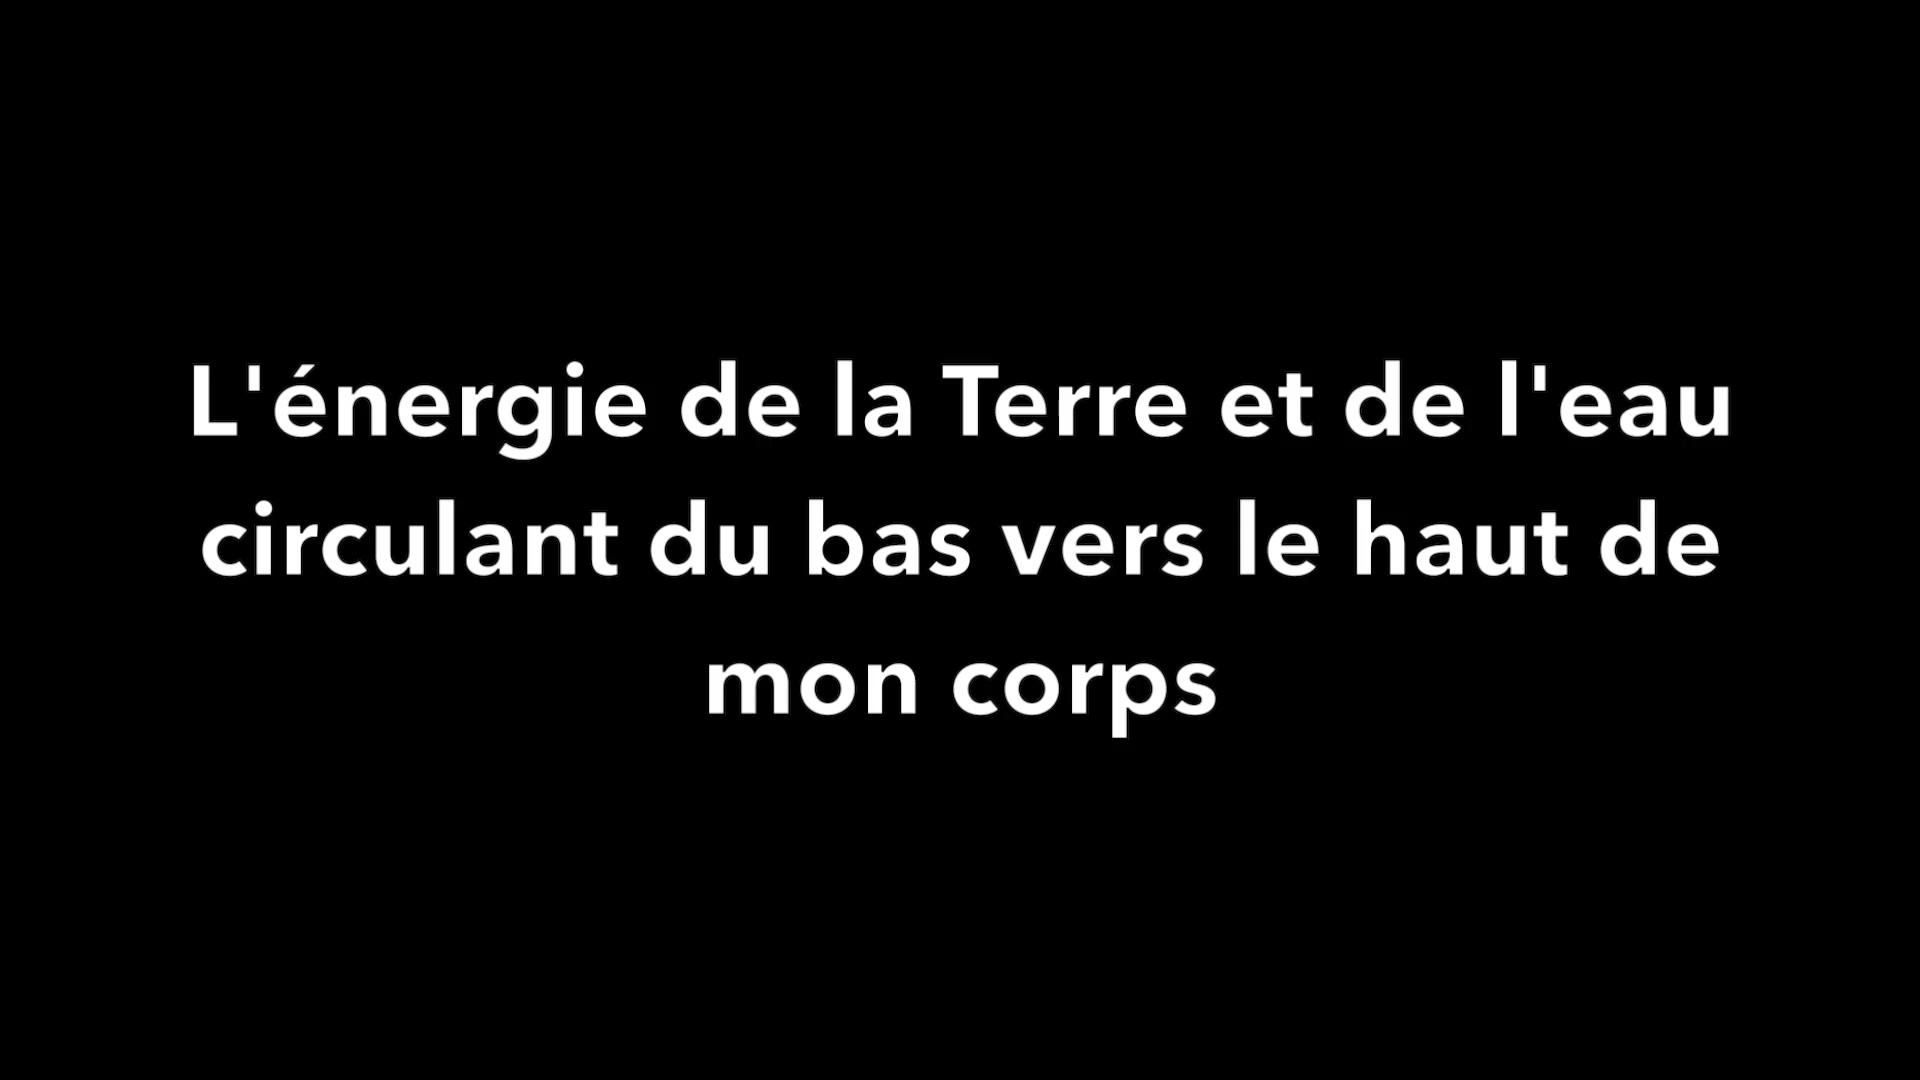 L'énergie de la Terre et de l'eau
circulant du bas vers le haut de
mon corps